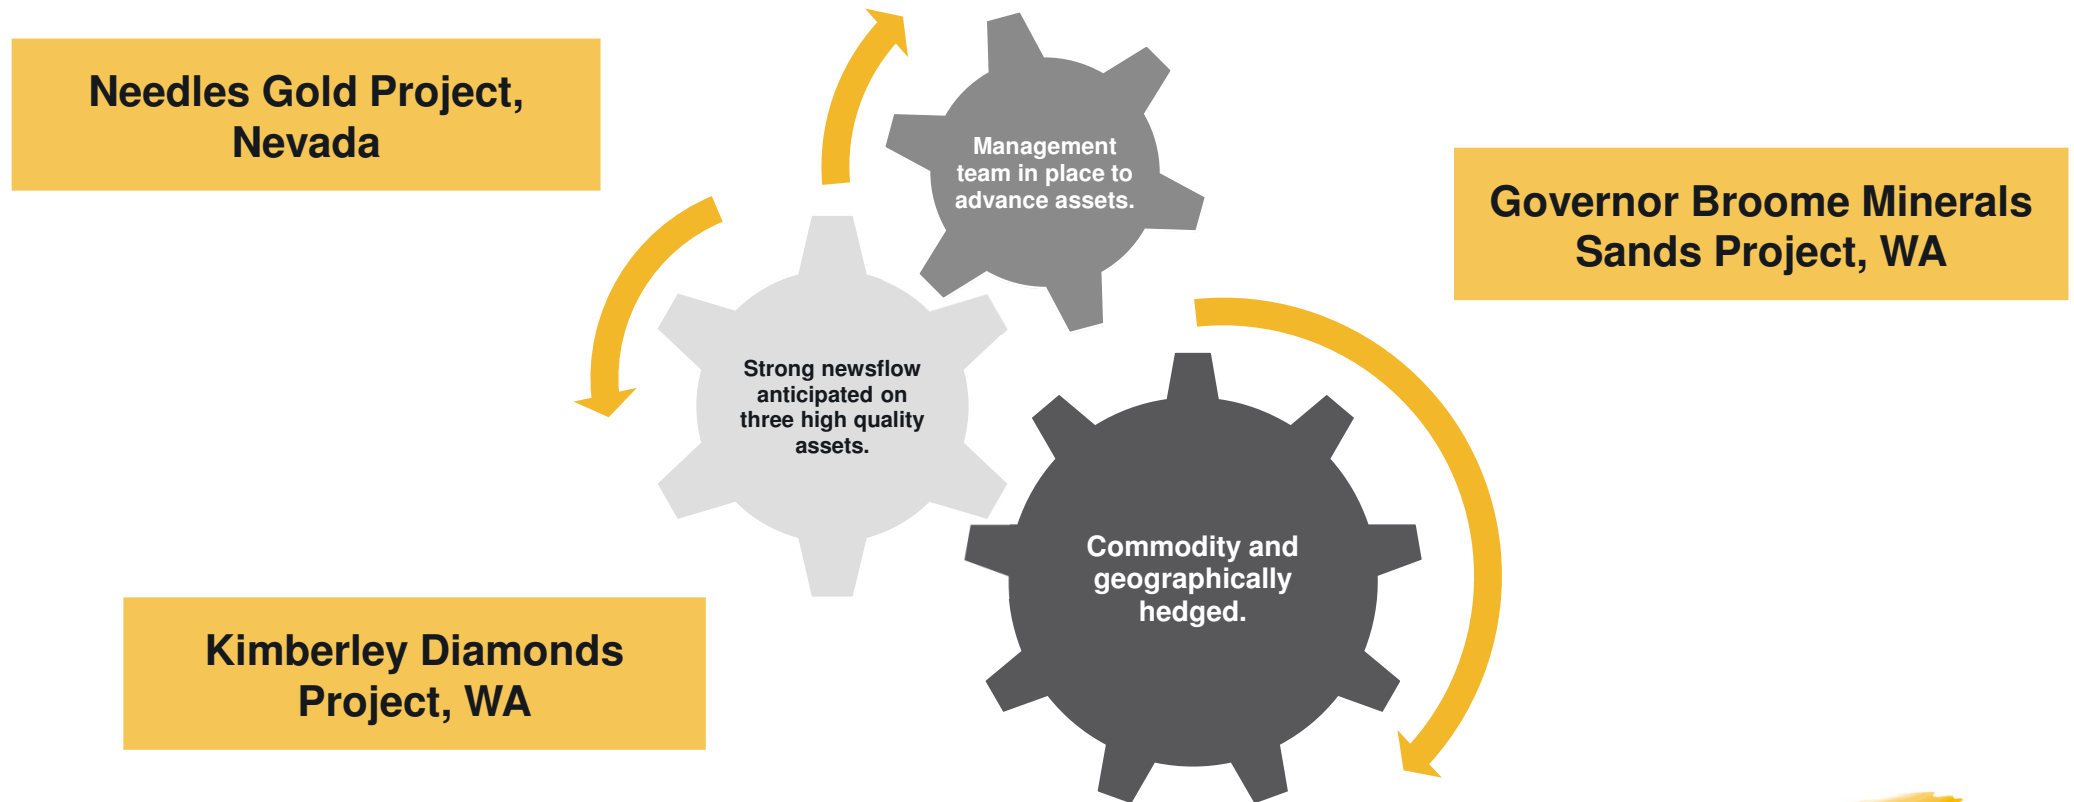 Needles Gold Project,
Nevada
Management
team in place to
advance assets.
Governor Broome Minerals
Sands Project, WA
Strong newsflow
anticipated on
three high quality
assets.
Commodity and
geographically
hedged.
Kimberley Diamonds
Project, WA